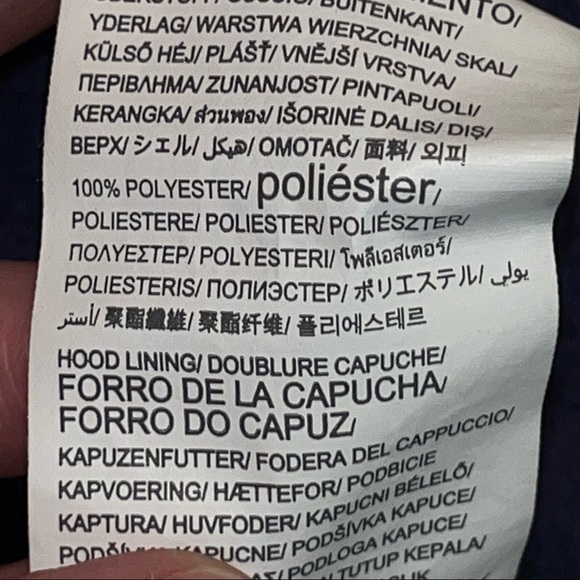 BUITENKANT/
YDERLAG/ WARSTWA WIERZCHNIA/ SKAL/
KÜLSŐ HÉJ/ PLÁŠŤ/ VNĚJŠÍ VRSTVA/
ΠΕΡΙΒΛΗΜΑ/ ZUNANJOST/ PINTAPUOLI/
KERANGKA/ ส่วนพอง/ IŠORINĖ DALIS/ DIŞ/
ВЕРХ/ シェル/ هيكل/ OMOTAČ/ 面料/ 외피
100% POLYESTER/ poliéster/
POLIESTERE/ POLIESTER/ POLIÉSZTER/
ΠΟΛΥΕΣΤΕΡ/ POLYESTERI/ โพลีเอสเตอร์/
POLIESTERIS/ ПОЛИЭСТЕР/ ポリエステル/ بولي
أستر/ 聚酯纖維/ 聚酯纤维/ 폴리에스테르
HOOD LINING/ DOUBLURE CAPUCHE/
FORRO DE LA CAPUCHA/
FORRO DO CAPUZ/
KAPUZENFUTTER/ FODERA DEL CAPPUCCIO/
KAPVOERING/ HÆTTEFOR/ PODBICIE
KAPTURA/ HUVFODER/ KAPUCNI BÉLELŐ/
KAPUCNE/ PODŠÍVKA KAPUCE/
PODLOGA KAPUCE/
TUTUP KEPALA/